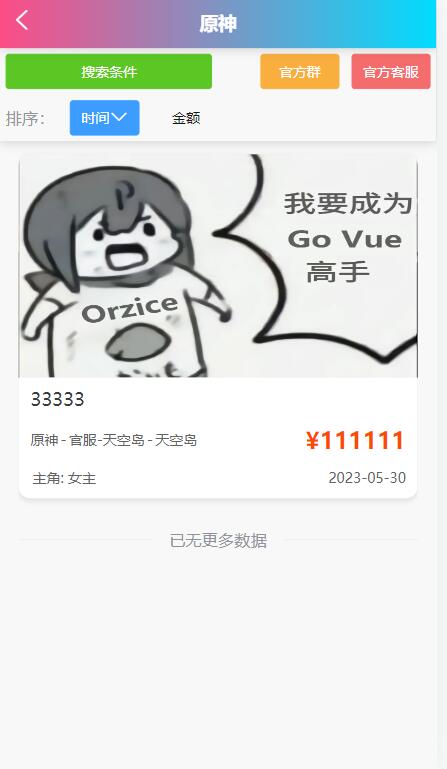 原神
搜索条件 官方群 官方客服
排序: 时间 金额
我要成为
Go Vue
高手
Orzice
33333
原神 - 官服-天空岛 - 天空岛 ¥111111
主角: 女主 2023-05-30
已无更多数据